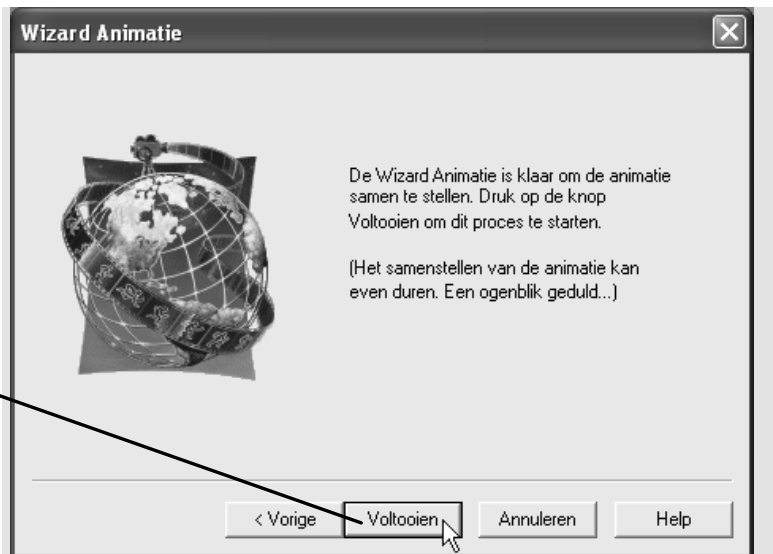 Wizard Animatie
De Wizard Animatie is klaar om de animatie
samen te stellen. Druk op de knop
Voltooien om dit proces te starten.
(Het samenstellen van de animatie kan
even duren. Een ogenblik geduld...)
< Vorige Voltooien Annuleren Help